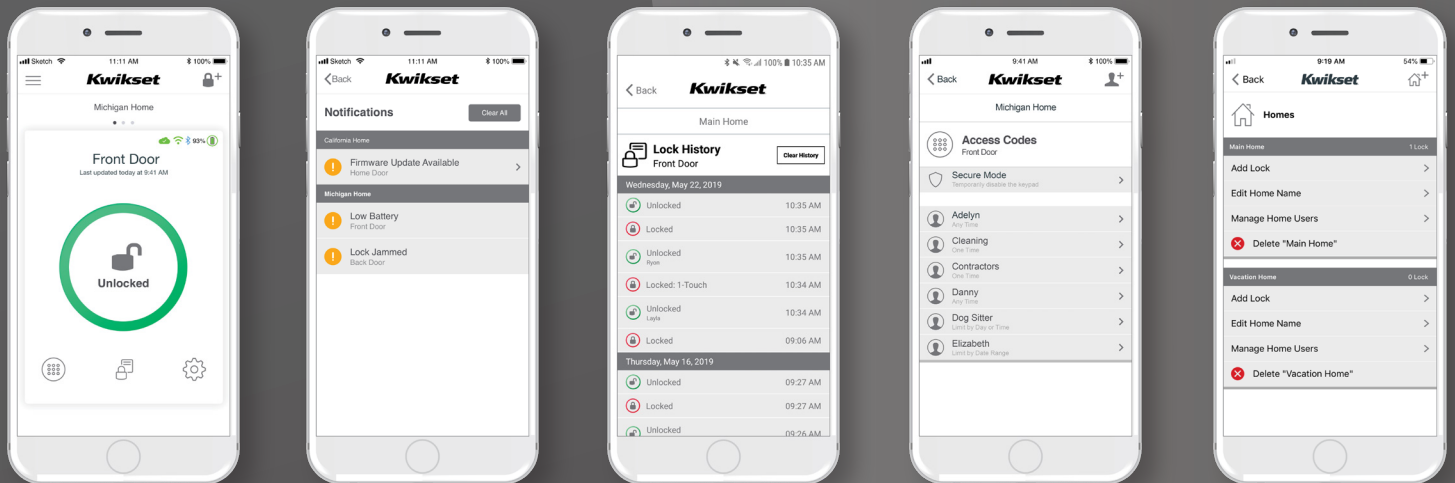 Sketch 11:11 AM 100%
Kwikset
Michigan Home
93%
Front Door
Last updated today at 9:41 AM
Unlocked
Sketch 11:11 AM 100%
Back Kwikset
Notifications Clear All
California Home
Firmware Update Available
Home Door
Michigan Home
Low Battery
Front Door
Lock Jammed
Back Door
100% 10:35 AM
Back Kwikset
Main Home
Lock History Clear History
Front Door
Wednesday, May 22, 2019
Unlocked 10:35 AM
Locked 10:35 AM
Unlocked 10:35 AM
Ryan
Locked: 1-Touch 10:34 AM
Unlocked 10:34 AM
Layla
Locked 09:06 AM
Thursday, May 16, 2019
Unlocked 09:27 AM
Locked 09:27 AM
Unlocked 09:26 AM
9:41 AM 100%
Back Kwikset
Michigan Home
Access Codes
Front Door
Secure Mode
Temporarily disable the keypad
Adelyn
Any Time
Cleaning
One Time
Contractors
One Time
Danny
Any Time
Dog Sitter
Limit by Day or Time
Elizabeth
Limit by Date Range
9:19 AM 54%
Back Kwikset
Homes
Main Home 1 Lock
Add Lock
Edit Home Name
Manage Home Users
Delete "Main Home"
Vacation Home 0 Lock
Add Lock
Edit Home Name
Manage Home Users
Delete "Vacation Home"